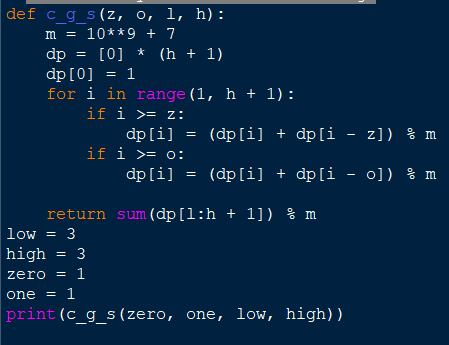 def c_g_s(z, o, l, h):
    m = 10**9 + 7
    dp = [0] * (h + 1)
    dp[0] = 1
    for i in range(1, h + 1):
        if i >= z:
            dp[i] = (dp[i] + dp[i - z]) % m
        if i >= o:
            dp[i] = (dp[i] + dp[i - o]) % m

    return sum(dp[l:h + 1]) % m
low = 3
high = 3
zero = 1
one = 1
print(c_g_s(zero, one, low, high))